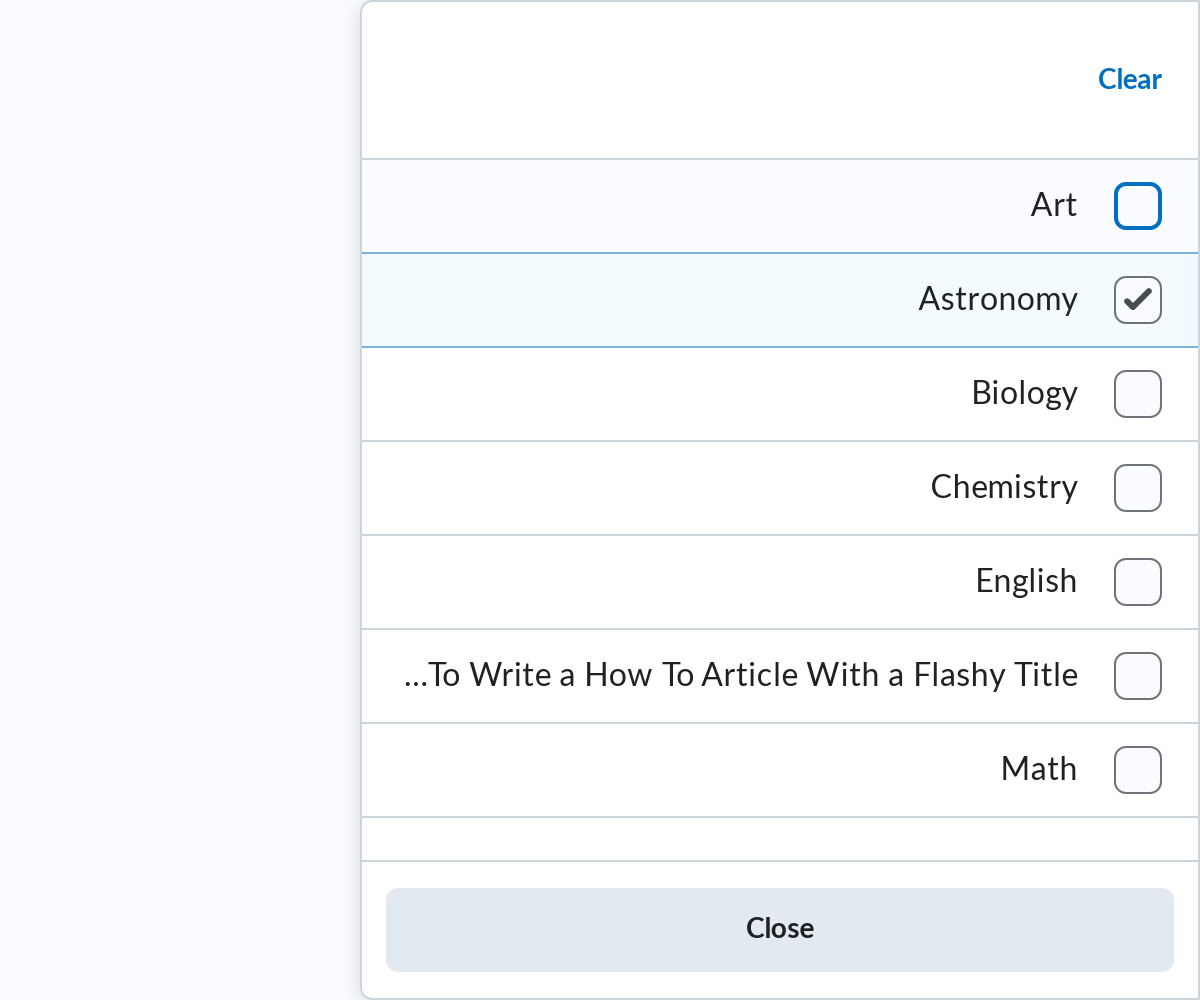 Clear
Art
Astronomy
Biology
Chemistry
English
...To Write a How To Article With a Flashy Title
Math
Close